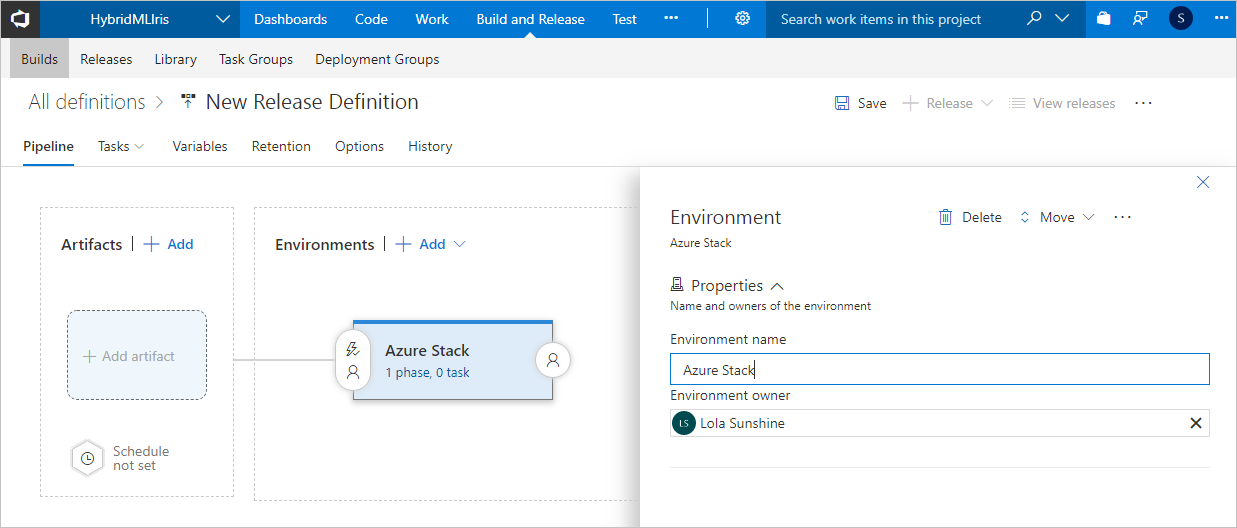 HybridMLIris
Dashboards
Code
Work
Build and Release
Test
Search work items in this project
S
Builds
Releases
Library
Task Groups
Deployment Groups
All definitions
New Release Definition
Save
Release
View releases
Pipeline
Tasks
Variables
Retention
Options
History
Artifacts
Add
Add artifact
Schedule
not set
Environments
Add
Azure Stack
1 phase, 0 task
Environment
Delete
Move
Azure Stack
Properties
Name and owners of the environment
Environment name
Azure Stack
Environment owner
LS
Lola Sunshine